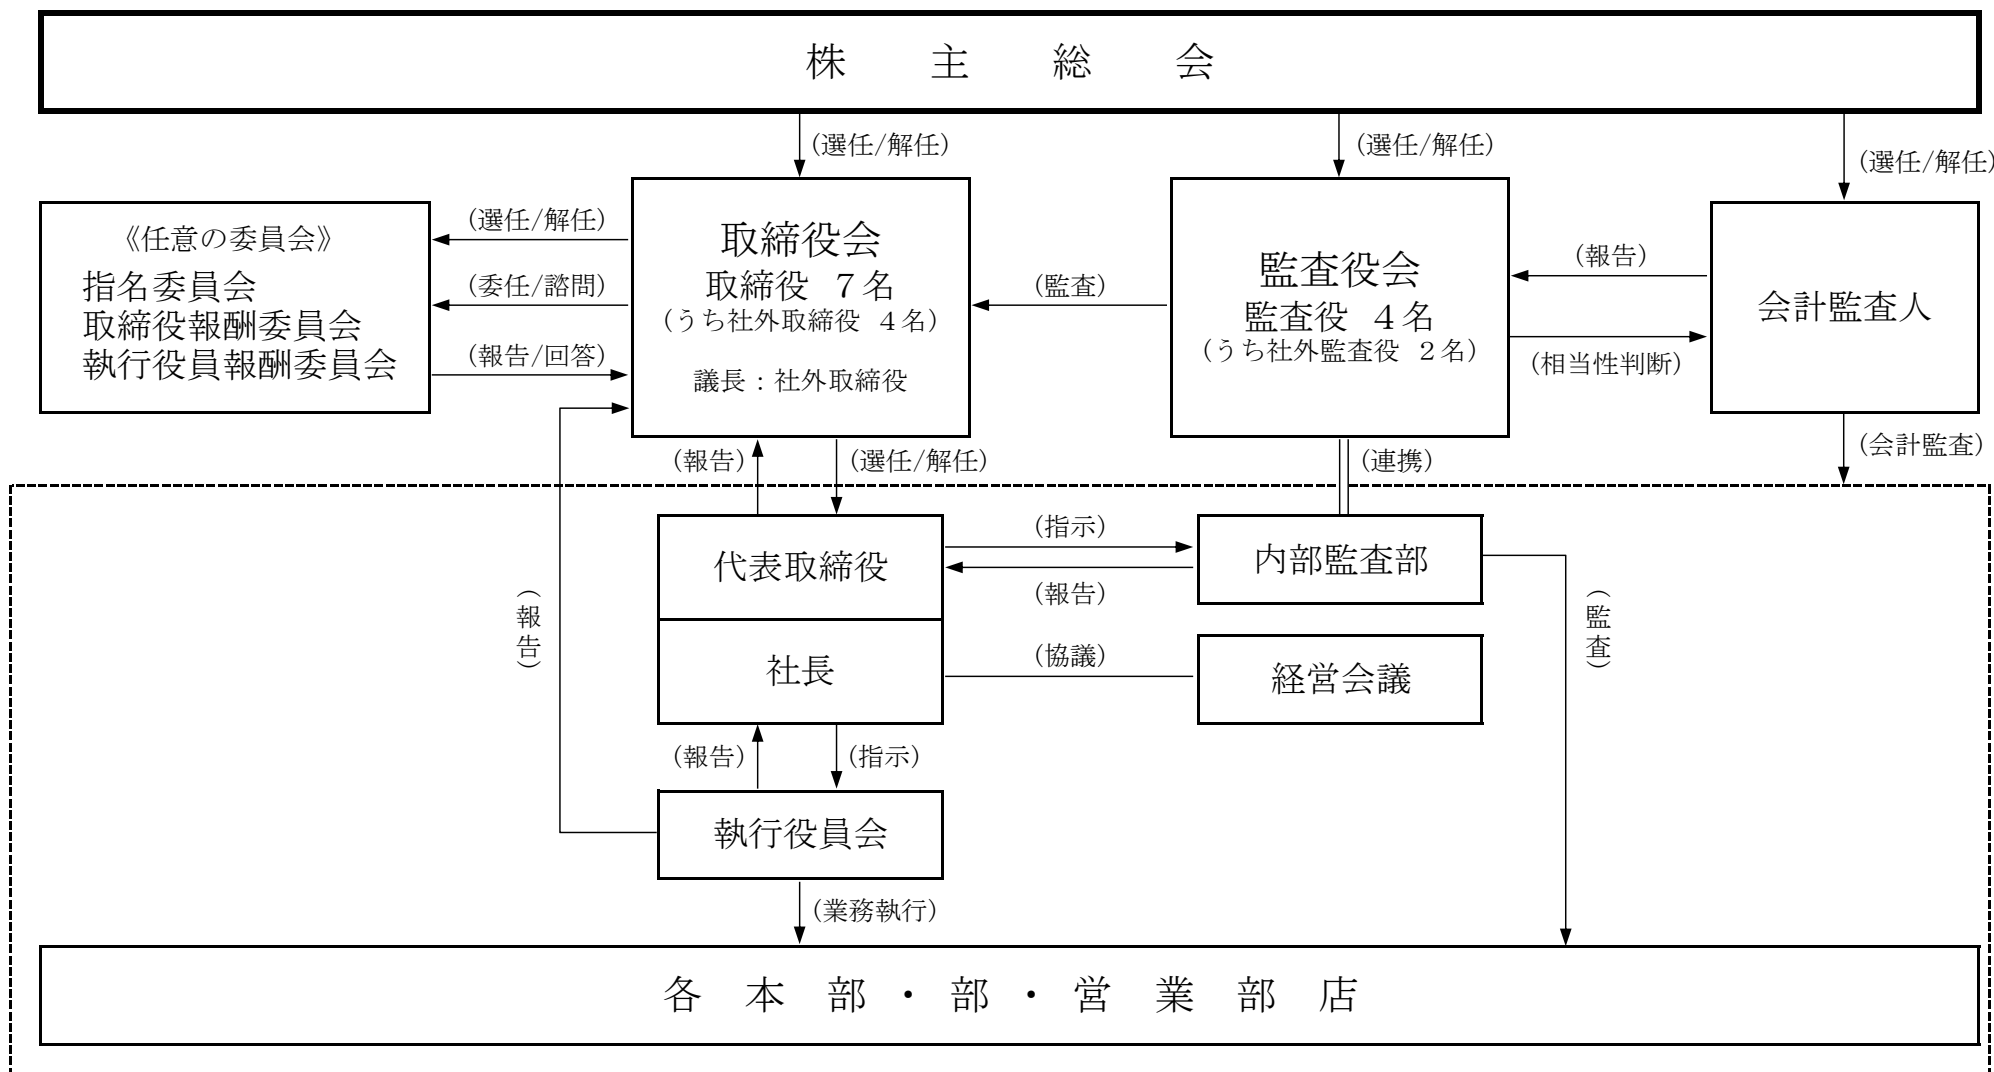 株主総会
(選任/解任)
(選任/解任)
(選任/解任)
《任意の委員会》
指名委員会
取締役報酬委員会
執行役員報酬委員会
(選任/解任)
(委任/諮問)
(報告/回答)
取締役会
取締役 7名
(うち社外取締役 4名)
議長：社外取締役
(監査)
監査役会
監査役 4名
(うち社外監査役 2名)
(報告)
(相当性判断)
会計監査人
(報告)
(選任/解任)
(連携)
(会計監査)
代表取締役
(指示)
(報告)
内部監査部
(報告)
(監査)
社長
(協議)
経営会議
(報告)
(指示)
執行役員会
(業務執行)
各本部・部・営業部店